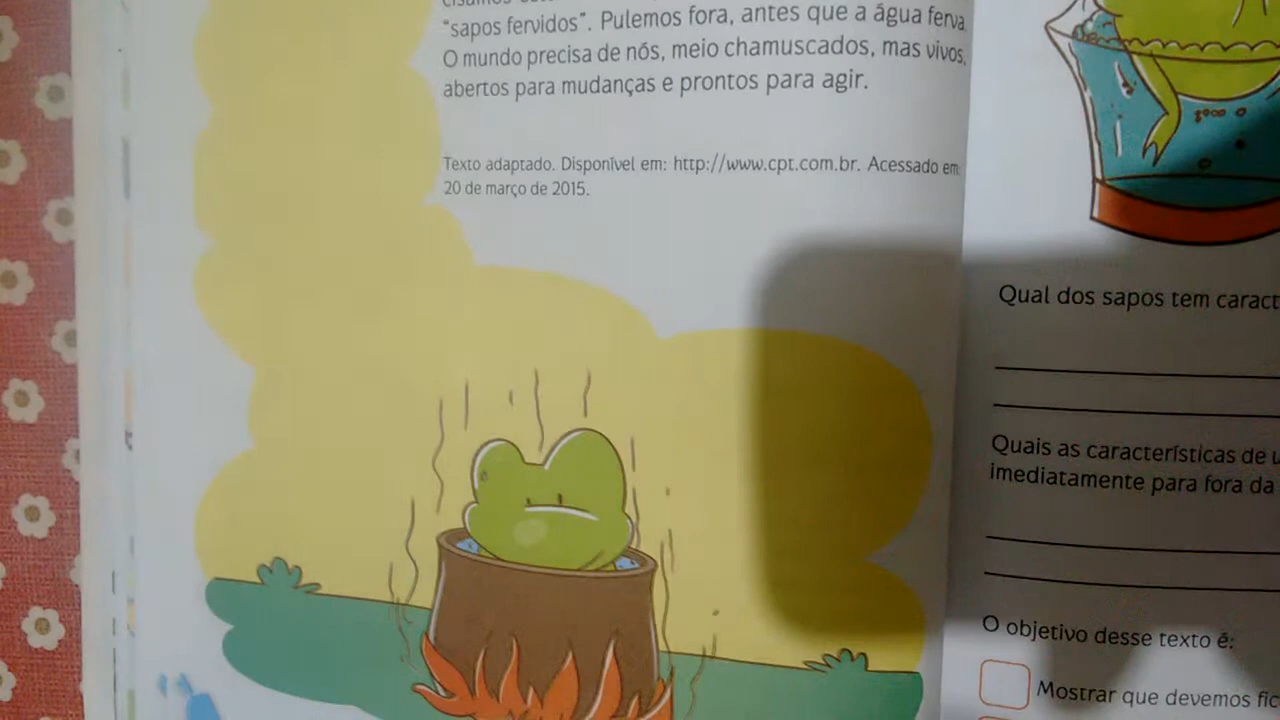 "sapos fervidos". Pulemos fora, antes que a água ferva.
O mundo precisa de nós, meio chamuscados, mas vivos,
abertos para mudanças e prontos para agir.
Texto adaptado. Disponível em: http://www.cpt.com.br. Acessado em
20 de março de 2015.
Qual dos sapos tem caract
Quais as características de u
imediatamente para fora da
O objetivo desse texto é:
Mostrar que devemos fic